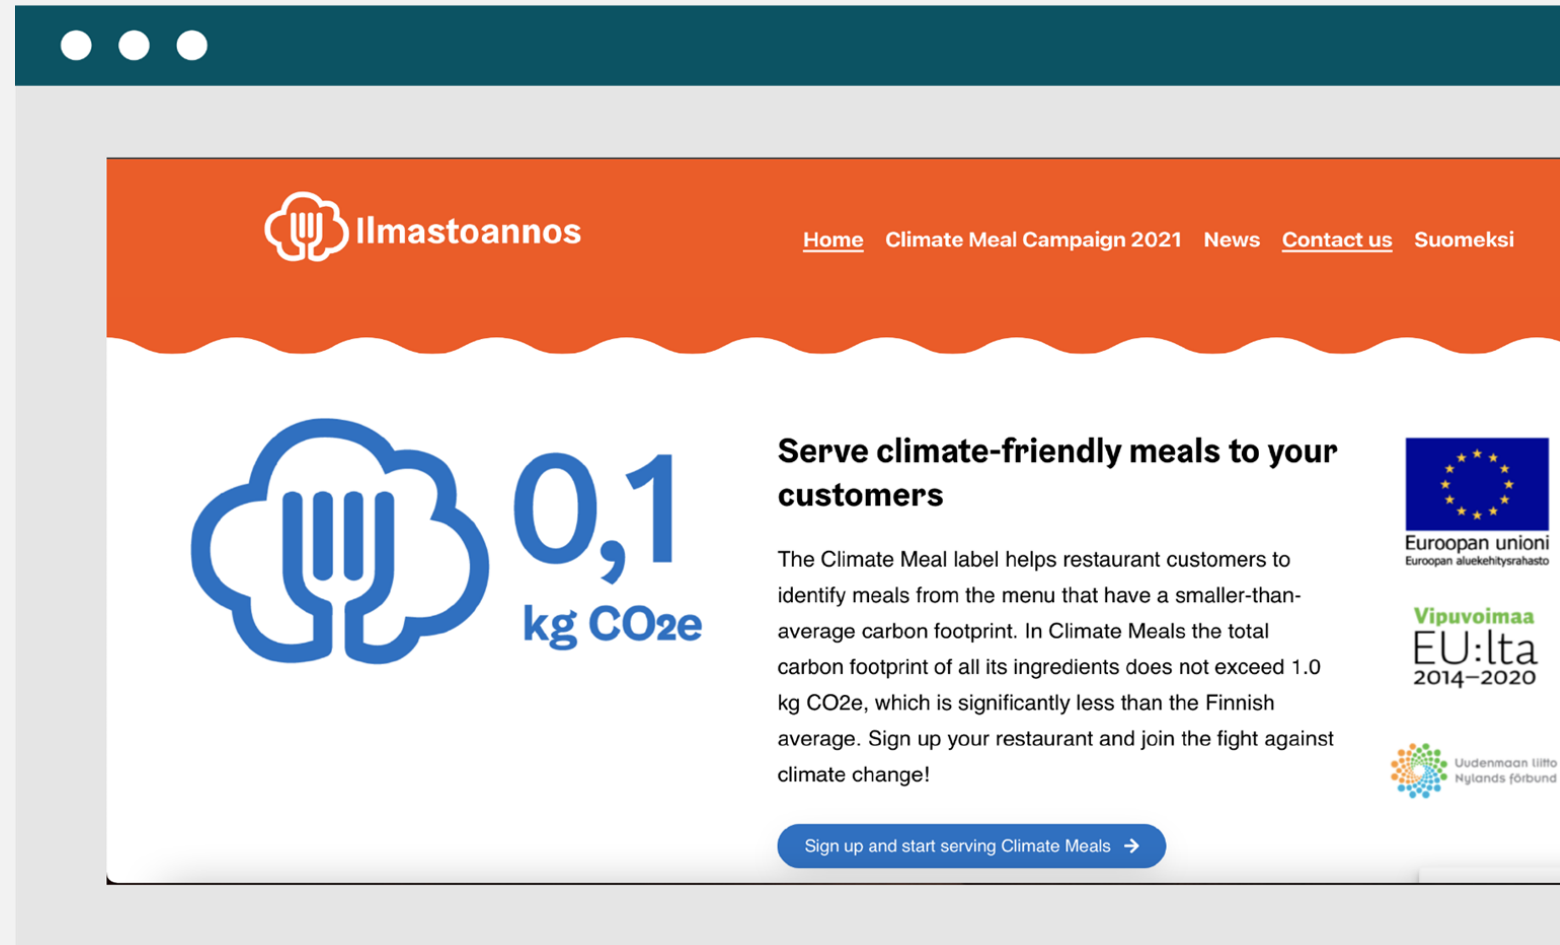 Ilmastoannos
Home Climate Meal Campaign 2021 News Contact us Suomeksi
0,1
kg CO2e
Serve climate-friendly meals to your
customers
The Climate Meal label helps restaurant customers to
identify meals from the menu that have a smaller-than-
average carbon footprint. In Climate Meals the total
carbon footprint of all its ingredients does not exceed 1.0
kg CO2e, which is significantly less than the Finnish
average. Sign up your restaurant and join the fight against
climate change!
Sign up and start serving Climate Meals →
Euroopan unioni
Euroopan aluekehitysrahasto
Vipuvoimaa
EU:lta
2014–2020
Uudenmaan liitto
Nylands förbund